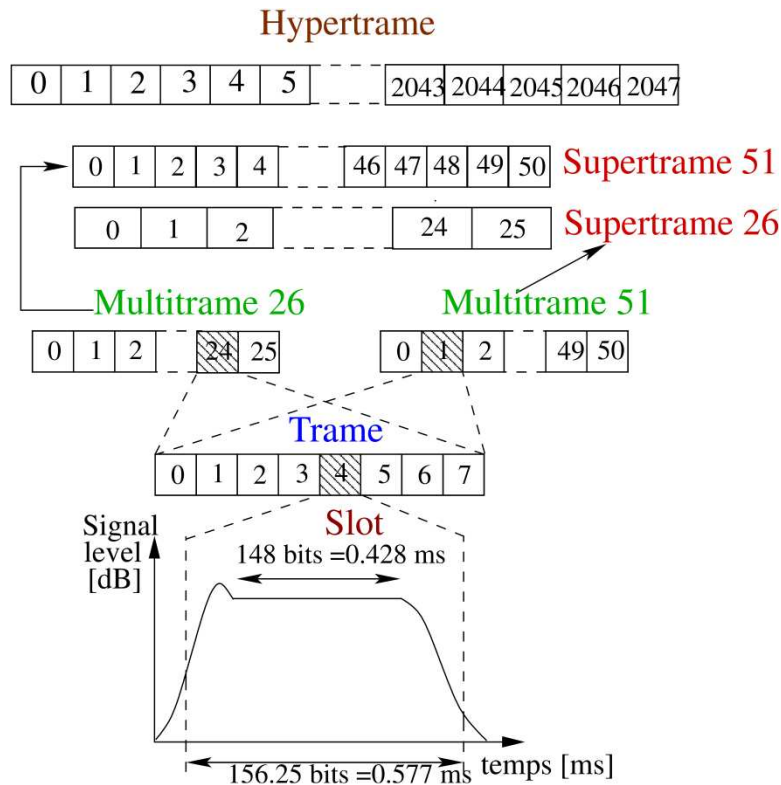 Hypertrame
0 1 2 3 4 5 2043 2044 2045 2046 2047
0 1 2 3 4 46 47 48 49 50 Supertrame 51
0 1 2 24 25 Supertrame 26
Multitrame 26 Multitrame 51
0 1 2 24 25 0 1 2 49 50
Trame
0 1 2 3 4 5 6 7
Signal level [dB]
Slot
148 bits =0.428 ms
156.25 bits=0.577 ms
temps [ms]